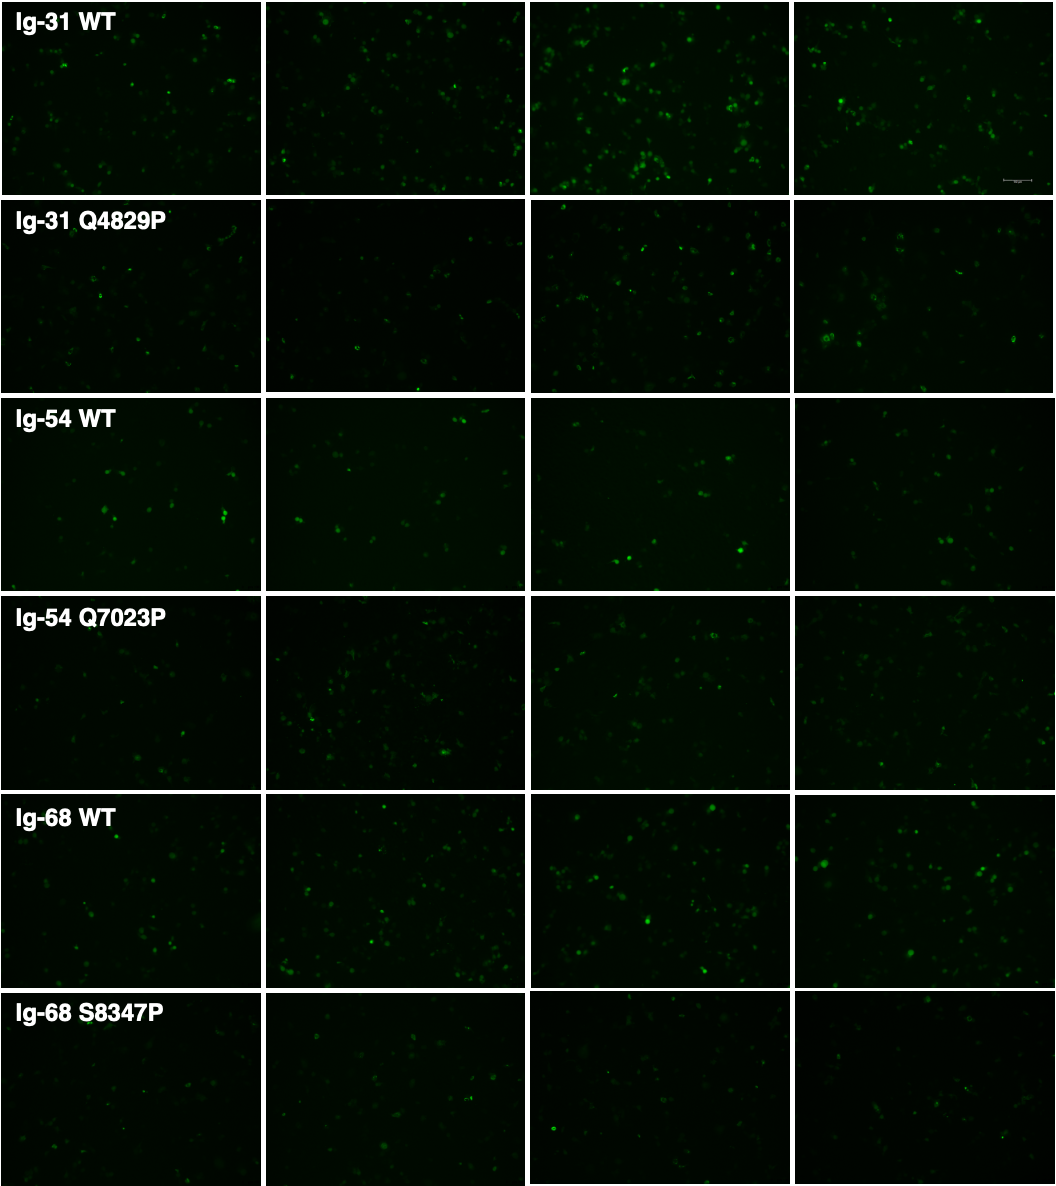 Ig-31 WT
Ig-31 Q4829P
Ig-54 WT
Ig-54 Q7023P
Ig-68 WT
Ig-68 S8347P